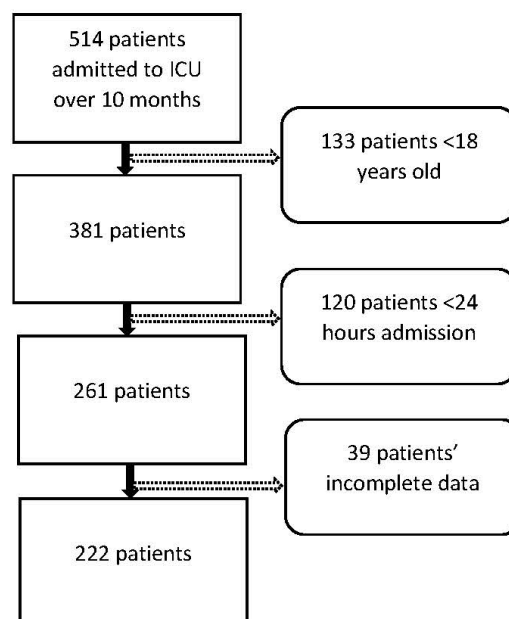 514 patients
admitted to ICU
over 10 months
133 patients <18
years old
381 patients
120 patients <24
hours admission
261 patients
39 patients’
incomplete data
222 patients